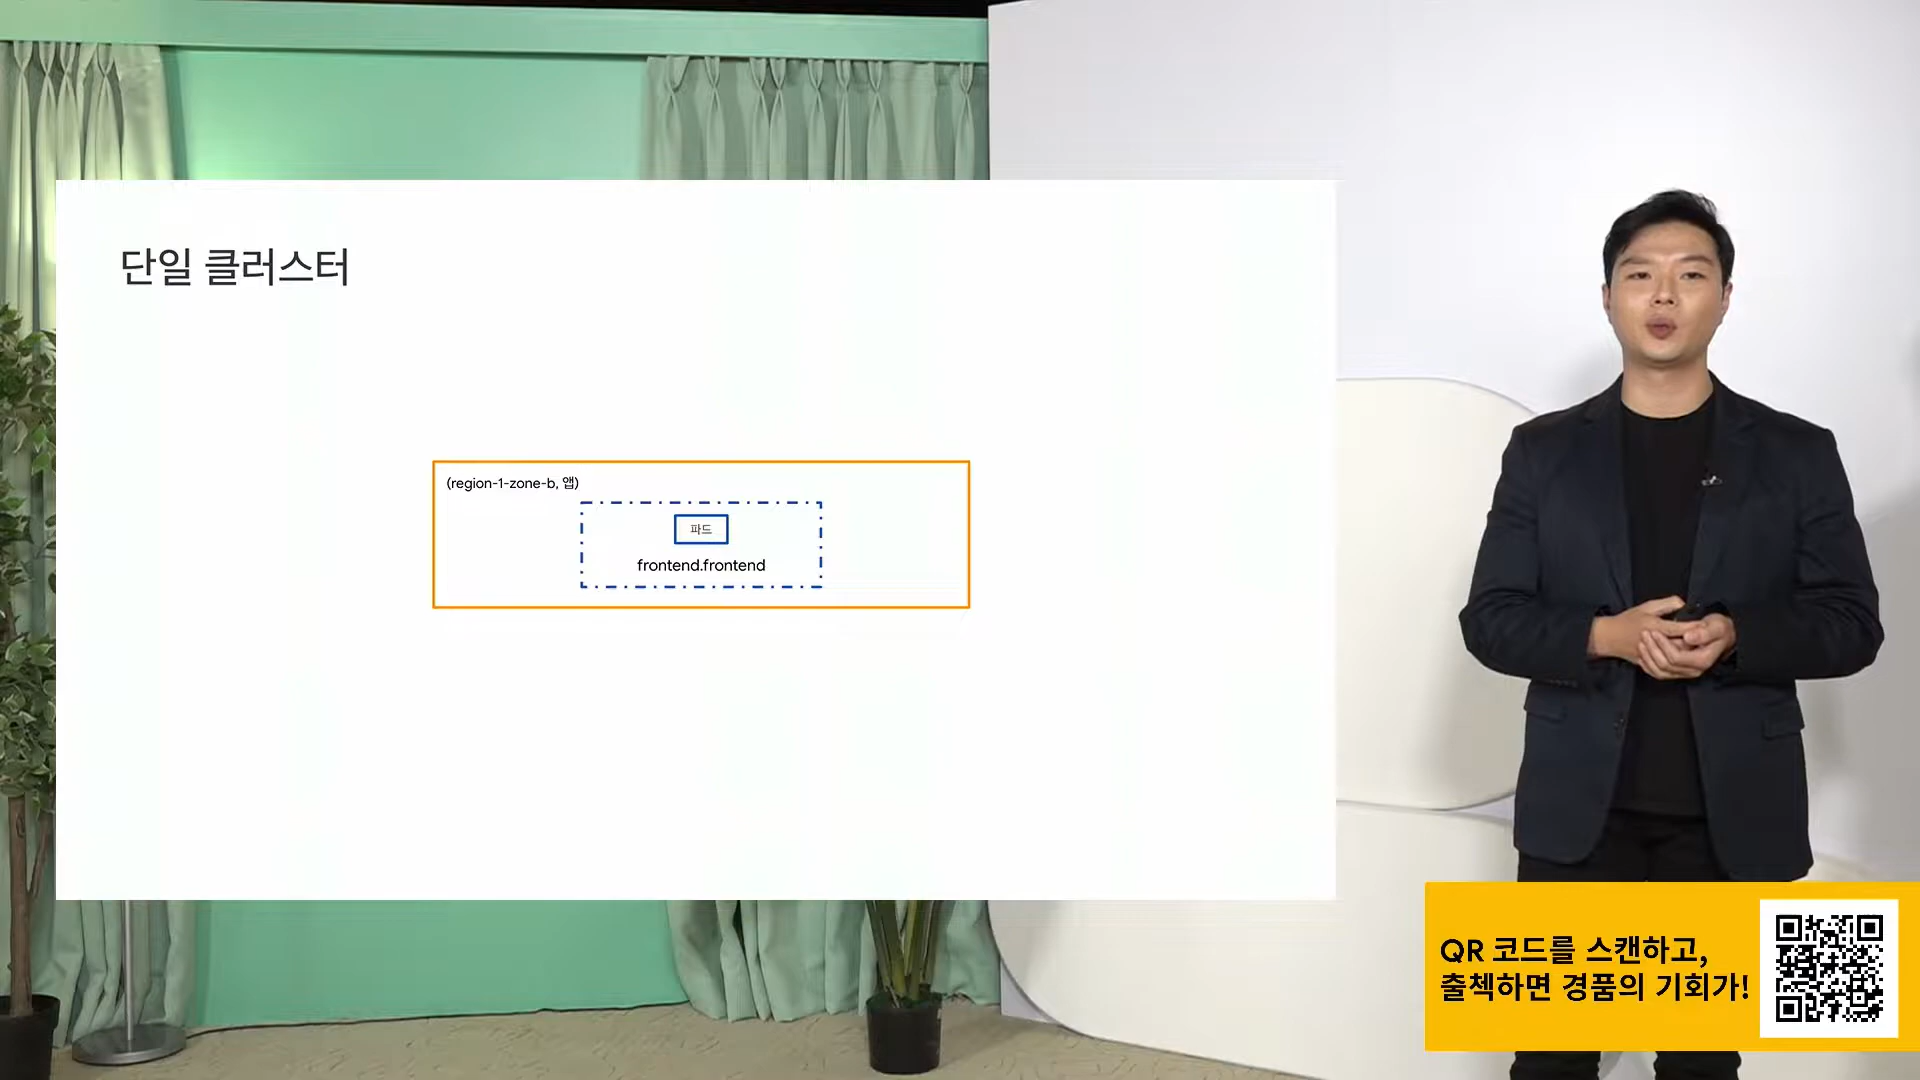 단일 클러스터
(region-1-zone-b, 앱)
파드
frontend.frontend
QR 코드를 스캔하고,
출첵하면 경품의 기회가!